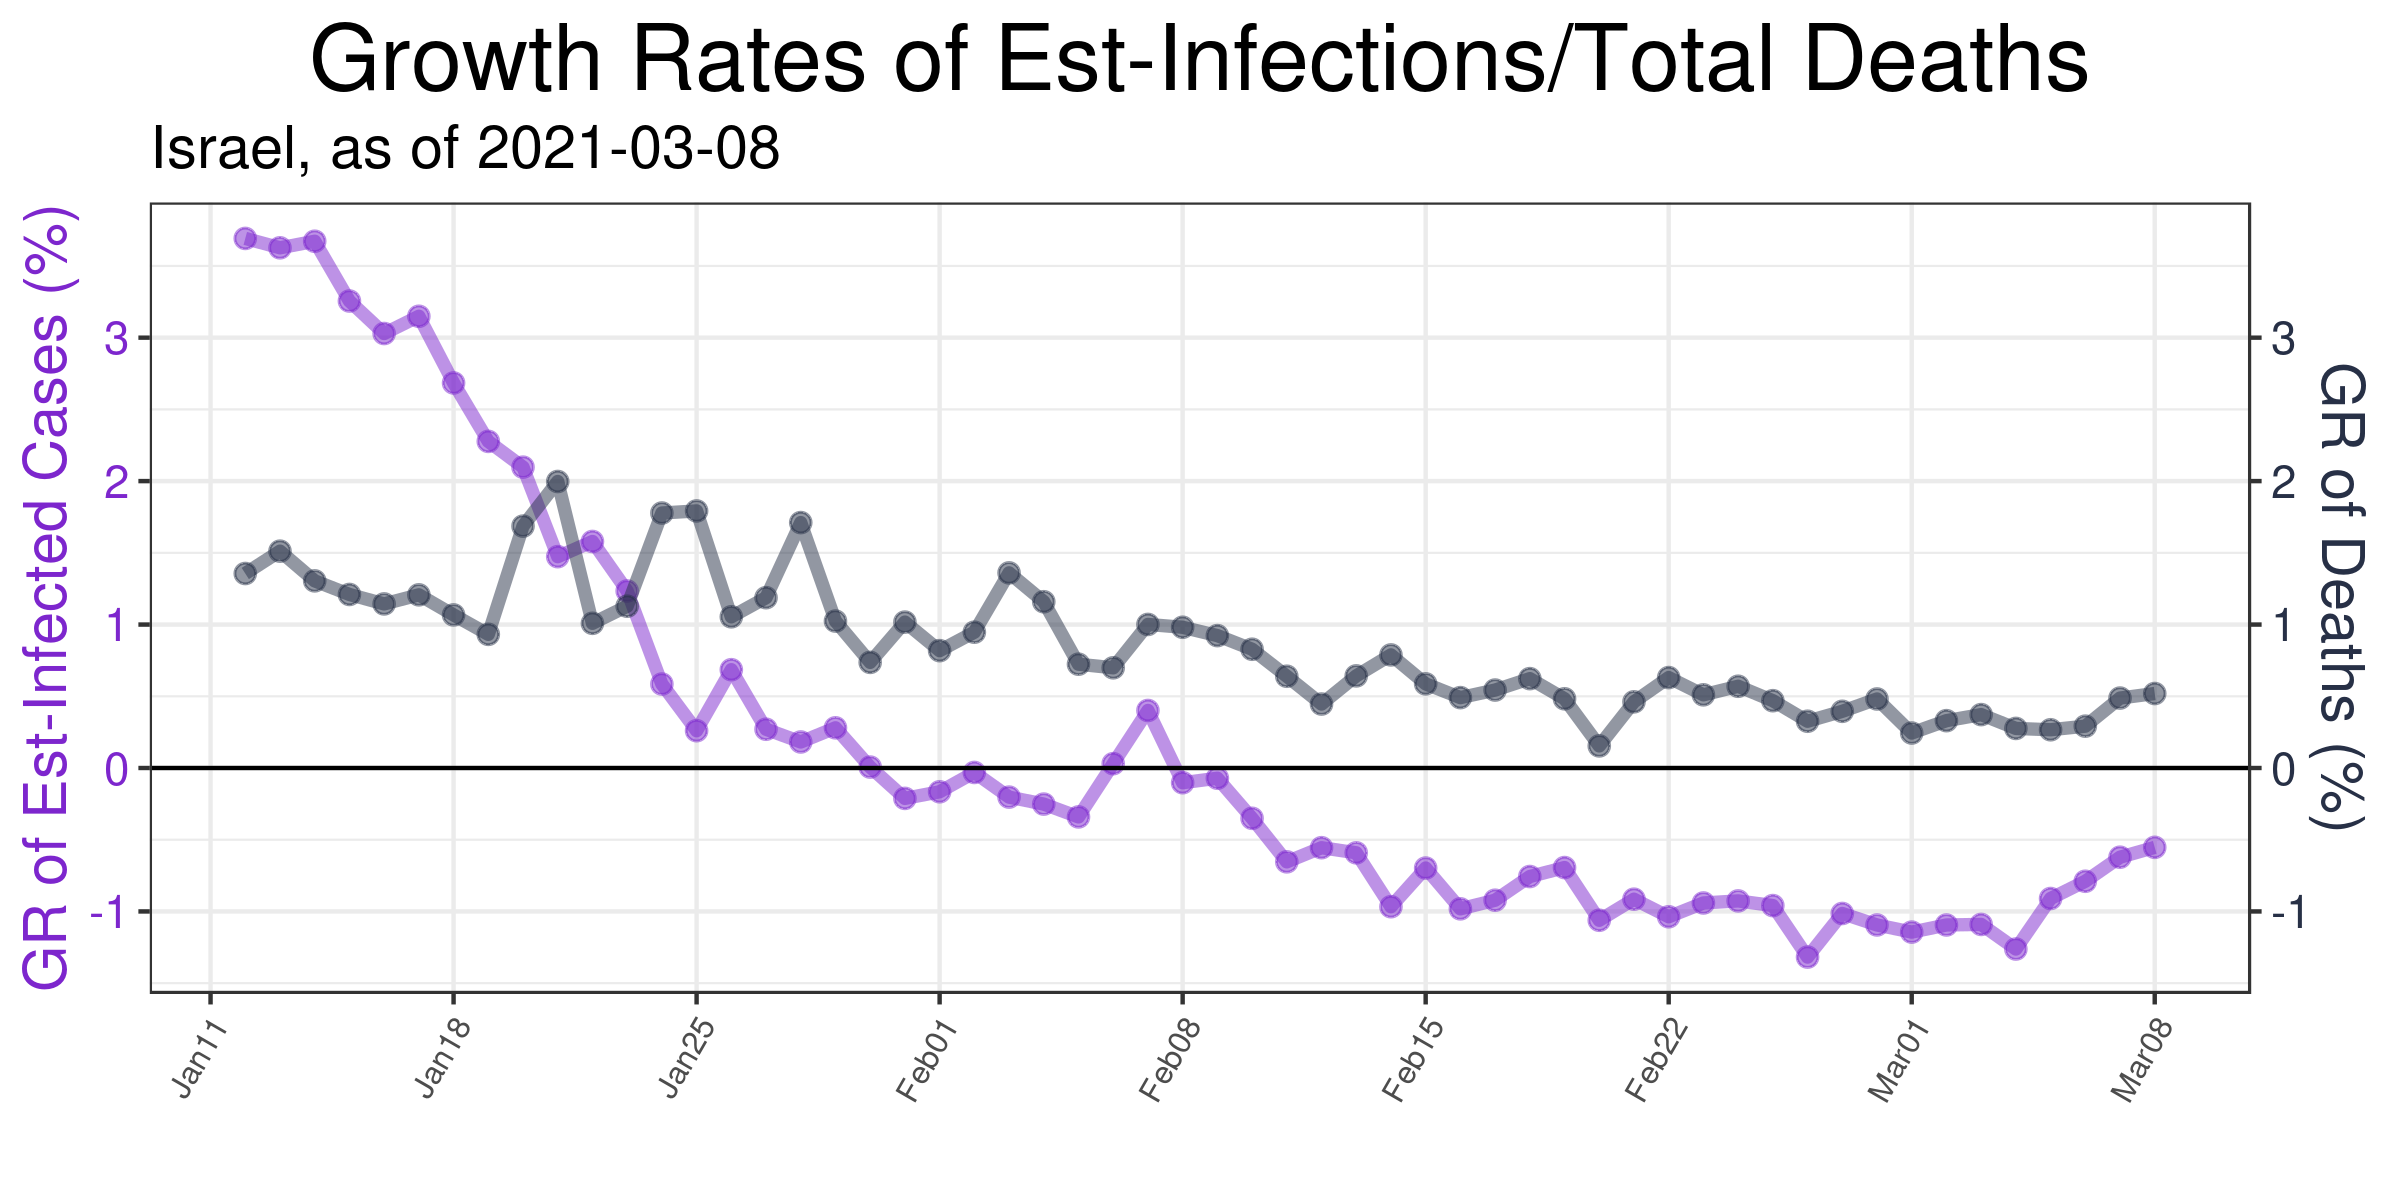 Growth Rates of Est-Infections/Total Deaths
Israel, as of 2021-03-08
GR of Est-Infected Cases (%)
3
2
1
0
-1
3
2
1
0
-1
GR of Deaths (%)
Jan11
Jan18
Jan25
Feb01
Feb08
Feb15
Feb22
Mar01
Mar08